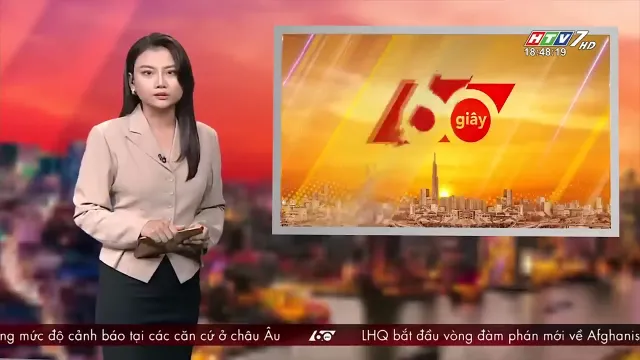 HTV7 HD
18:48:19
60
giây
ng mức độ cảnh báo tại các căn cứ ở châu Âu
60
LHQ bắt đầu vòng đàm phán mới về Afghanis